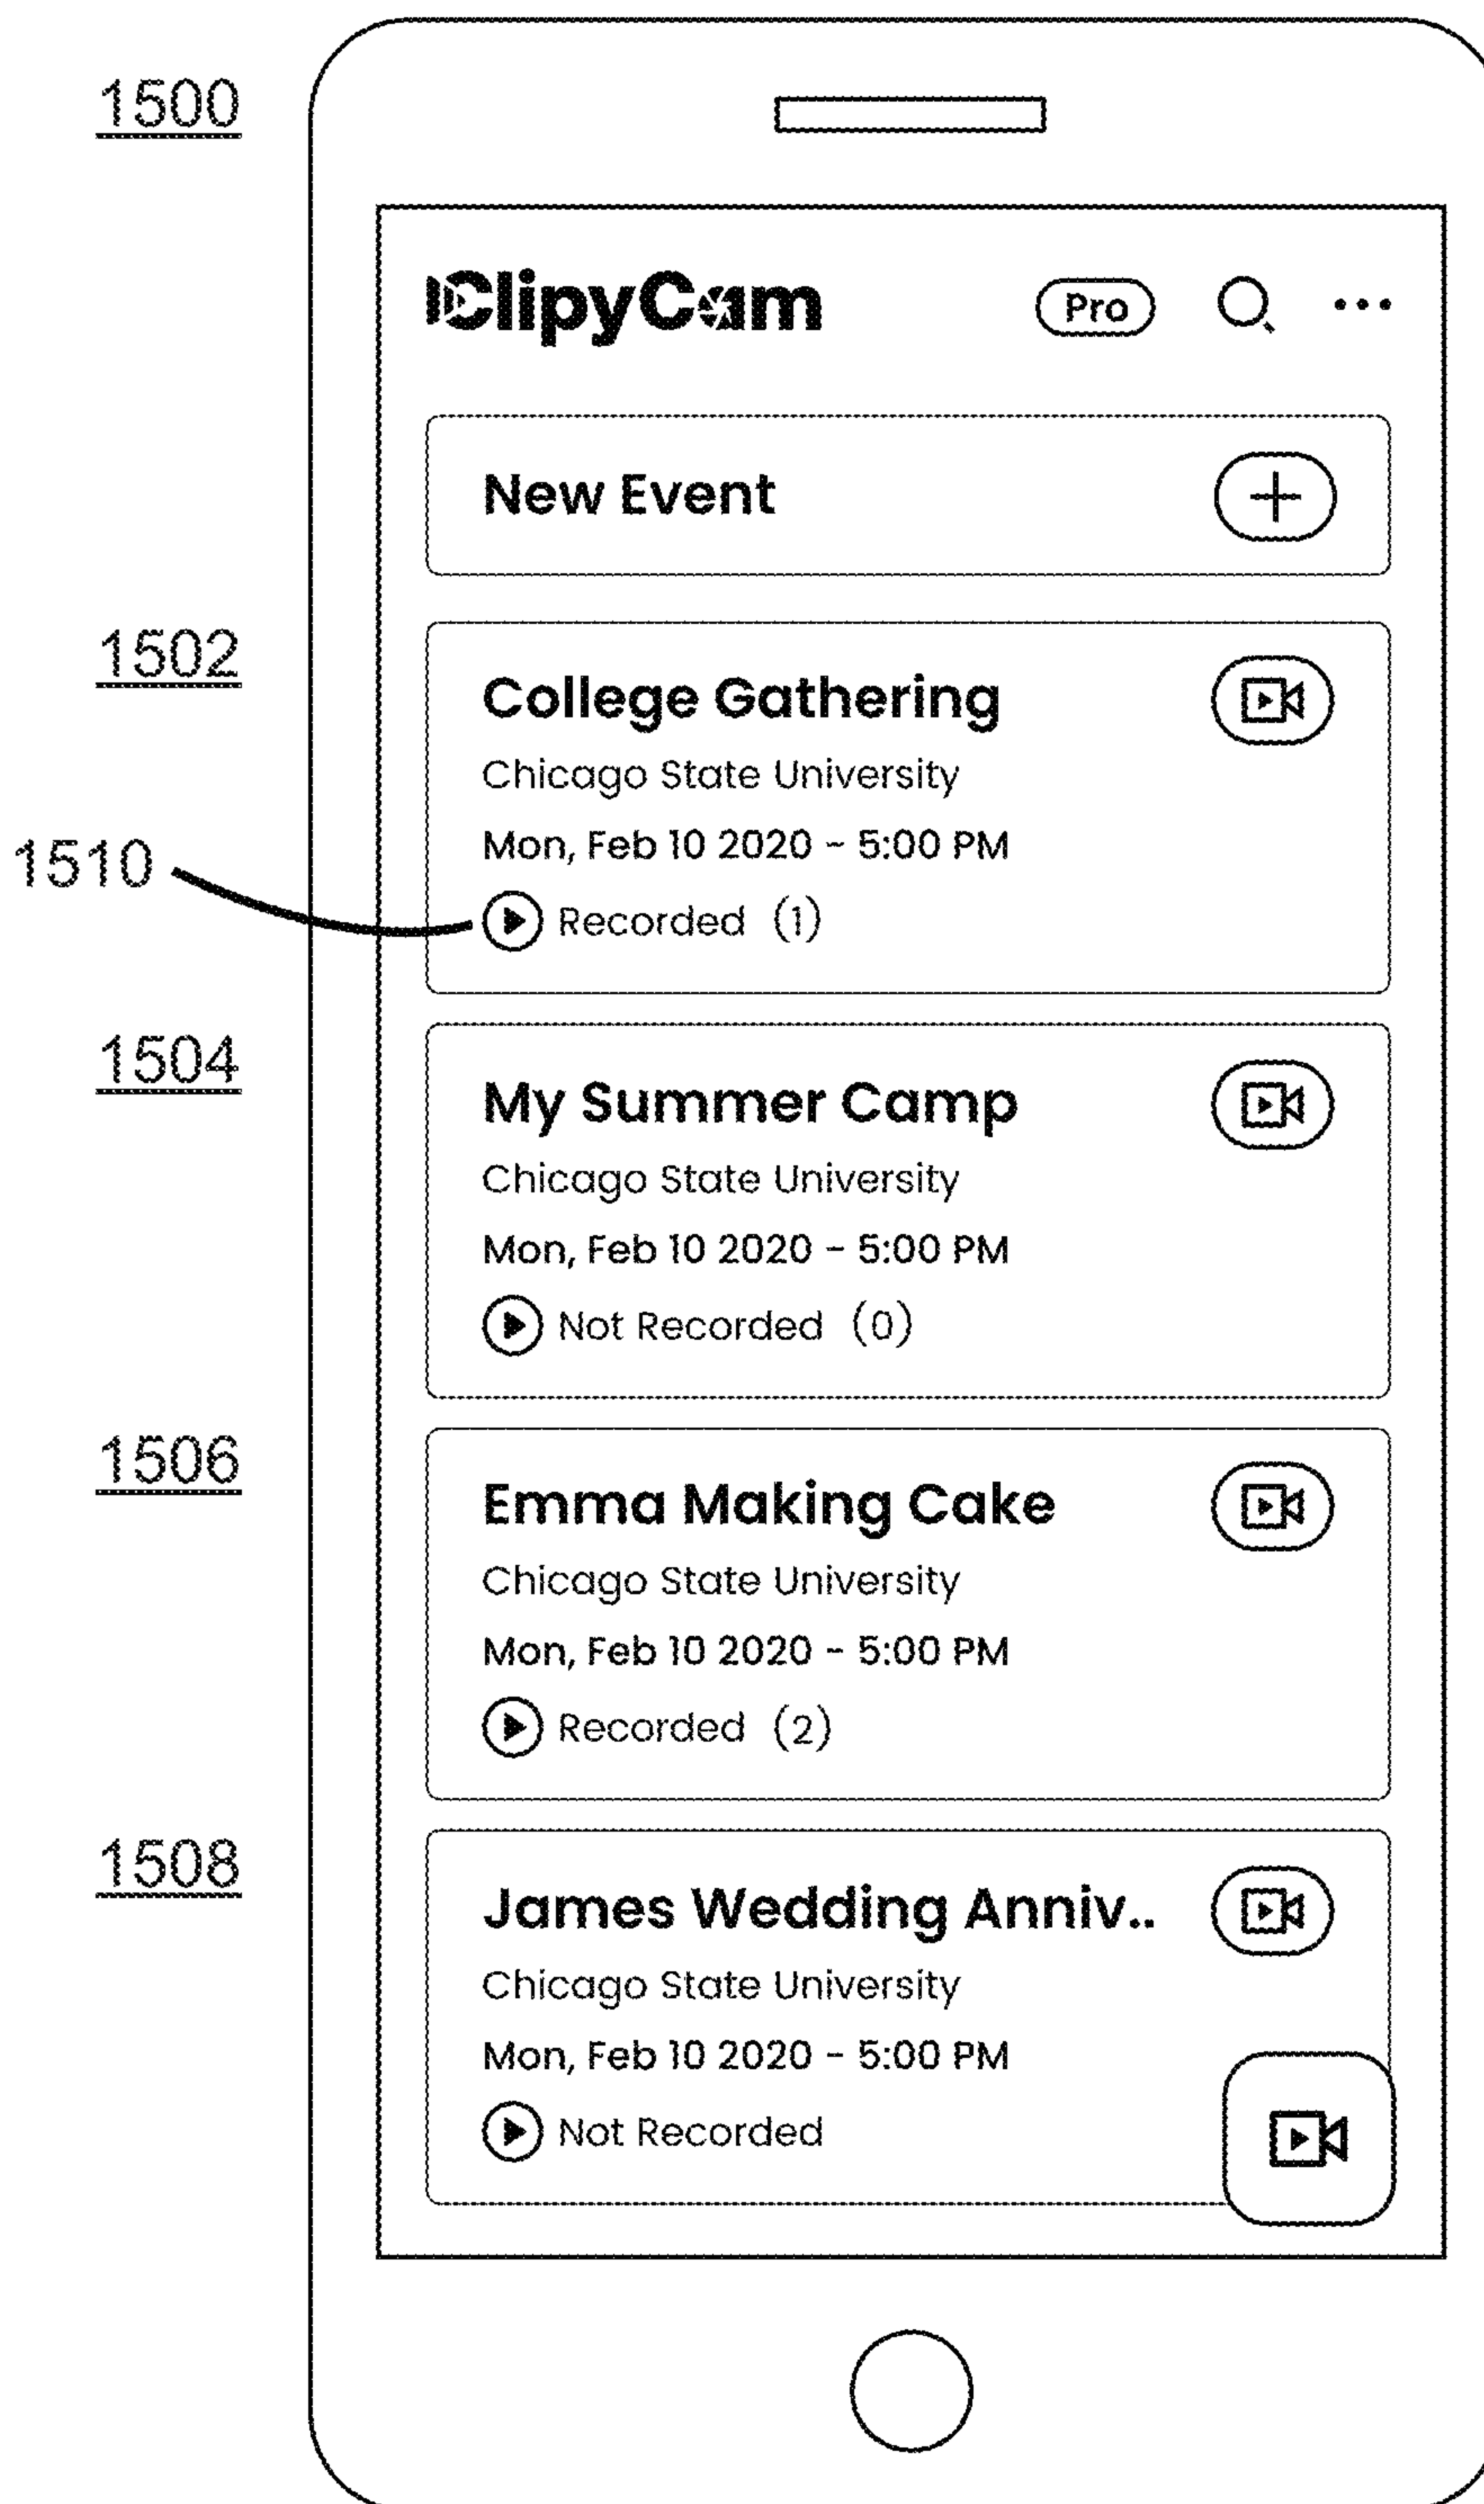 1500
ClipyCam Pro
New Event
1502
College Gathering
Chicago State University
Mon, Feb 10 2020 - 5:00 PM
1510
Recorded (1)
1504
My Summer Camp
Chicago State University
Mon, Feb 10 2020 - 5:00 PM
Not Recorded (0)
1506
Emma Making Cake
Chicago State University
Mon, Feb 10 2020 - 5:00 PM
Recorded (2)
1508
James Wedding Anniv..
Chicago State University
Mon, Feb 10 2020 - 5:00 PM
Not Recorded